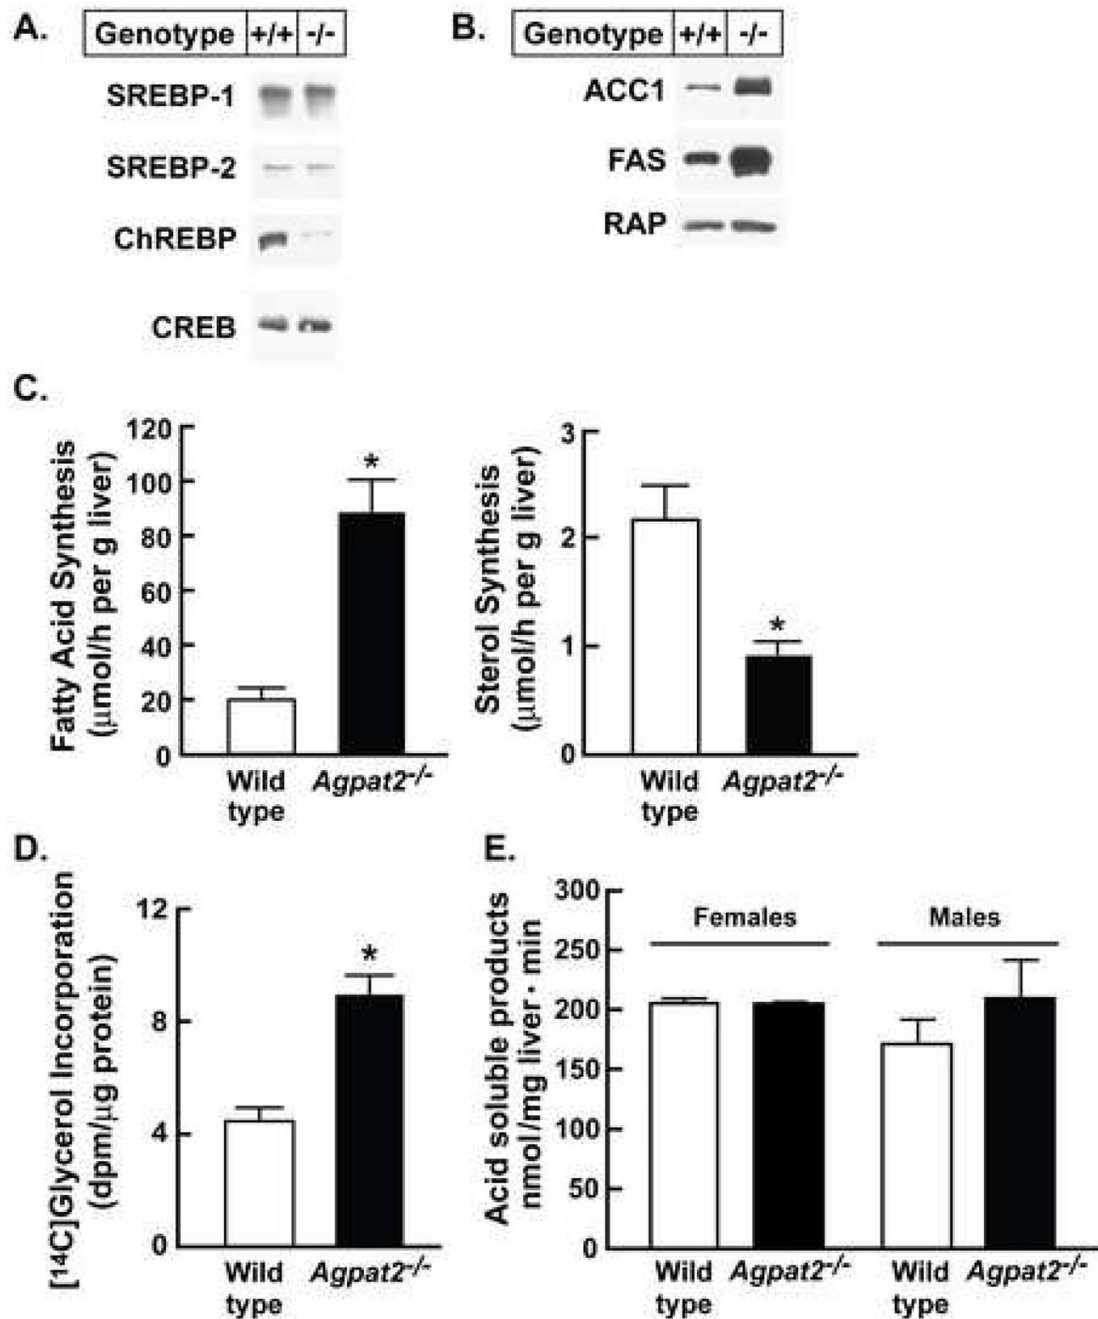 A.
Genotype +/+ -/-
SREBP-1
SREBP-2
ChREBP
CREB
B.
Genotype +/+ -/-
ACC1
FAS
RAP
C.
Fatty Acid Synthesis
(μmol/h per g liver)
120
100
80
60
40
20
0
*
Wild
type
Agpat2-/-
Sterol Synthesis
(μmol/h per g liver)
3
2
1
0
*
Wild
type
Agpat2-/-
D.
[14C]Glycerol Incorporation
(dpm/μg protein)
12
8
4
0
*
Wild
type
Agpat2-/-
E.
Acid soluble products
nmol/mg liver · min
300
250
200
150
100
50
0
Females
Males
Wild
type
Agpat2-/-
Wild
type
Agpat2-/-